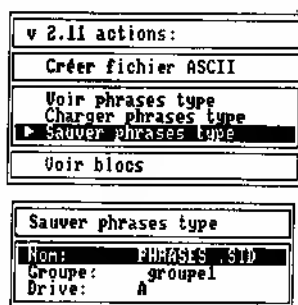 v 2.11 actions:
Créer fichier ASCII
Voir phrases type
Charger phrases type
▶ Sauver phrases type
Voir blocs
Sauver phrases type
Nom: PHRASES .STD
Groupe: groupe1
Drive: A